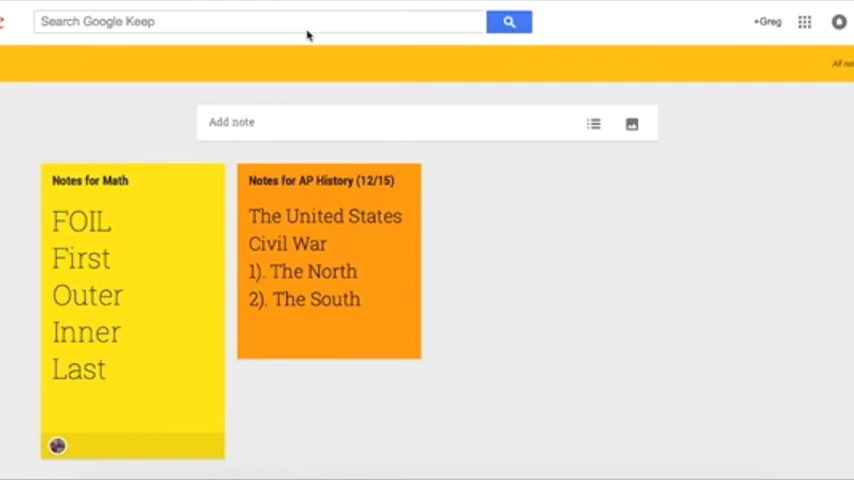 Search Google Keep
+Greg
Add note
Notes for Math
FOIL
First
Outer
Inner
Last
Notes for AP History (12/15)
The United States
Civil War
1). The North
2). The South